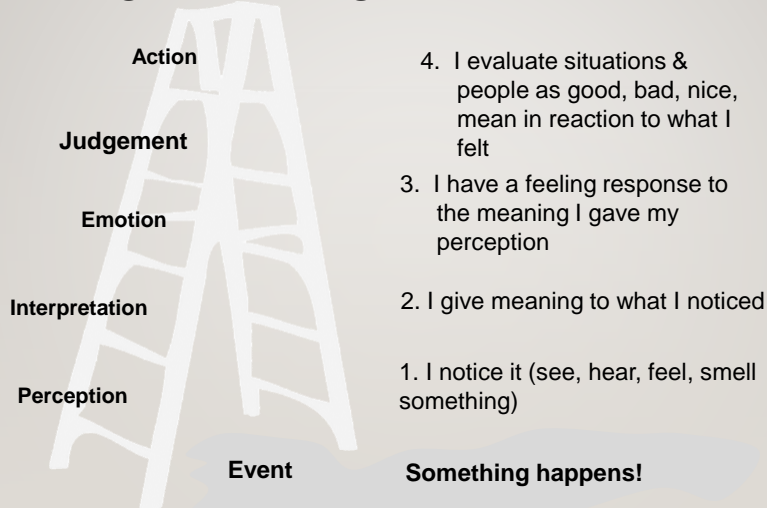 Action
4. I evaluate situations &
people as good, bad, nice,
mean in reaction to what I
felt
Judgement
3. I have a feeling response to
the meaning I gave my
perception
Emotion
Interpretation
2. I give meaning to what I noticed
1. I notice it (see, hear, feel, smell
something)
Perception
Event
Something happens!